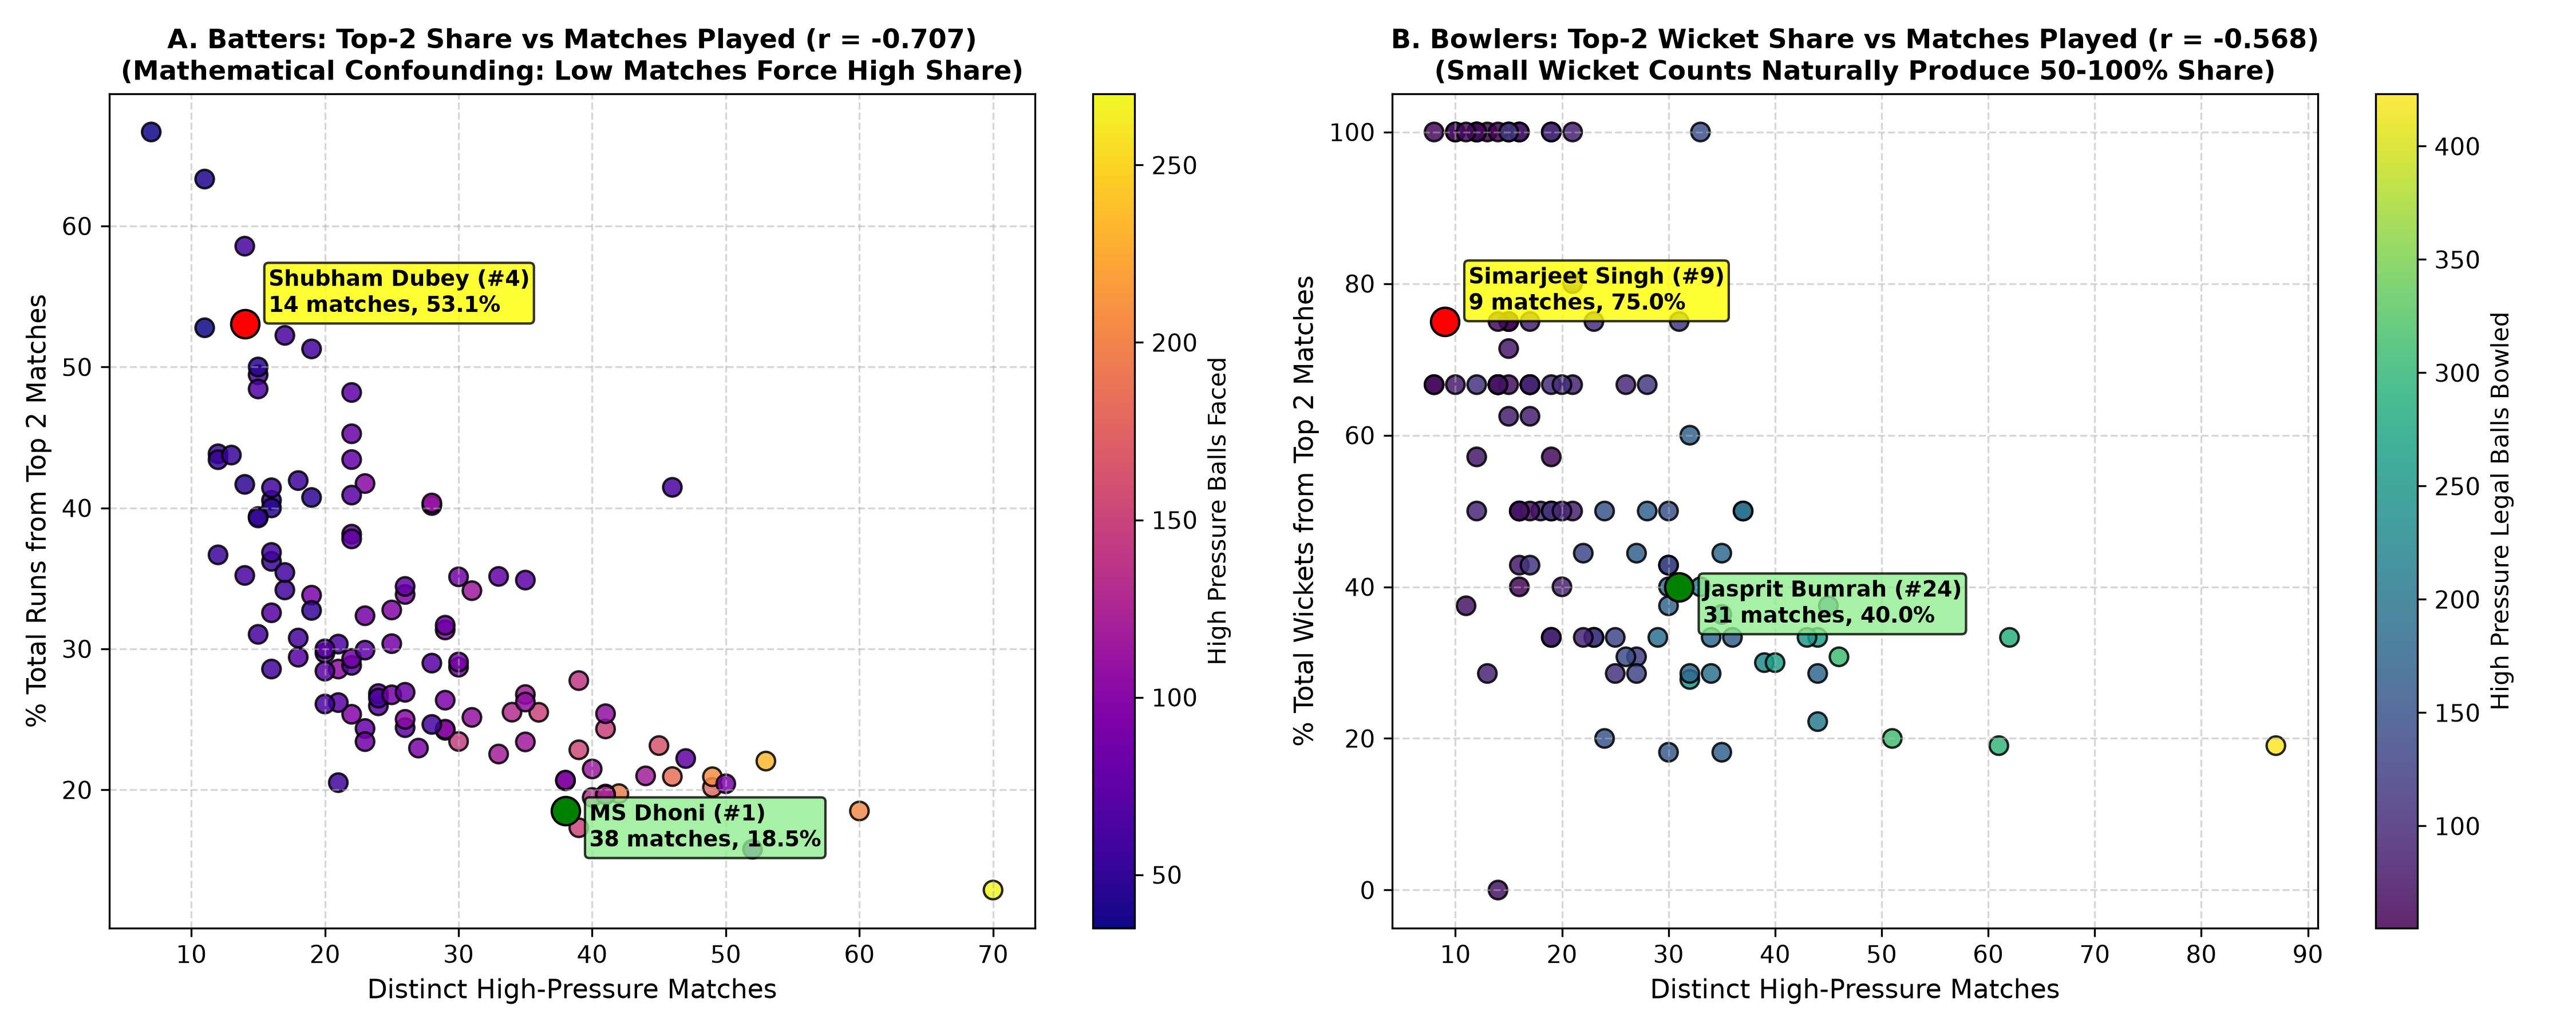 A. Batters: Top-2 Share vs Matches Played (r = -0.707)
(Mathematical Confounding: Low Matches Force High Share)
% Total Runs from Top 2 Matches
60
50
40
30
20
Shubham Dubey (#4)
14 matches, 53.1%
MS Dhoni (#1)
38 matches, 18.5%
10 20 30 40 50 60 70
Distinct High-Pressure Matches
250
200
150
100
50
High Pressure Balls Faced
B. Bowlers: Top-2 Wicket Share vs Matches Played (r = -0.568)
(Small Wicket Counts Naturally Produce 50-100% Share)
% Total Wickets from Top 2 Matches
100
80
60
40
20
0
Simarjeet Singh (#9)
9 matches, 75.0%
Jasprit Bumrah (#24)
31 matches, 40.0%
10 20 30 40 50 60 70 80 90
Distinct High-Pressure Matches
400
350
300
250
200
150
100
High Pressure Legal Balls Bowled